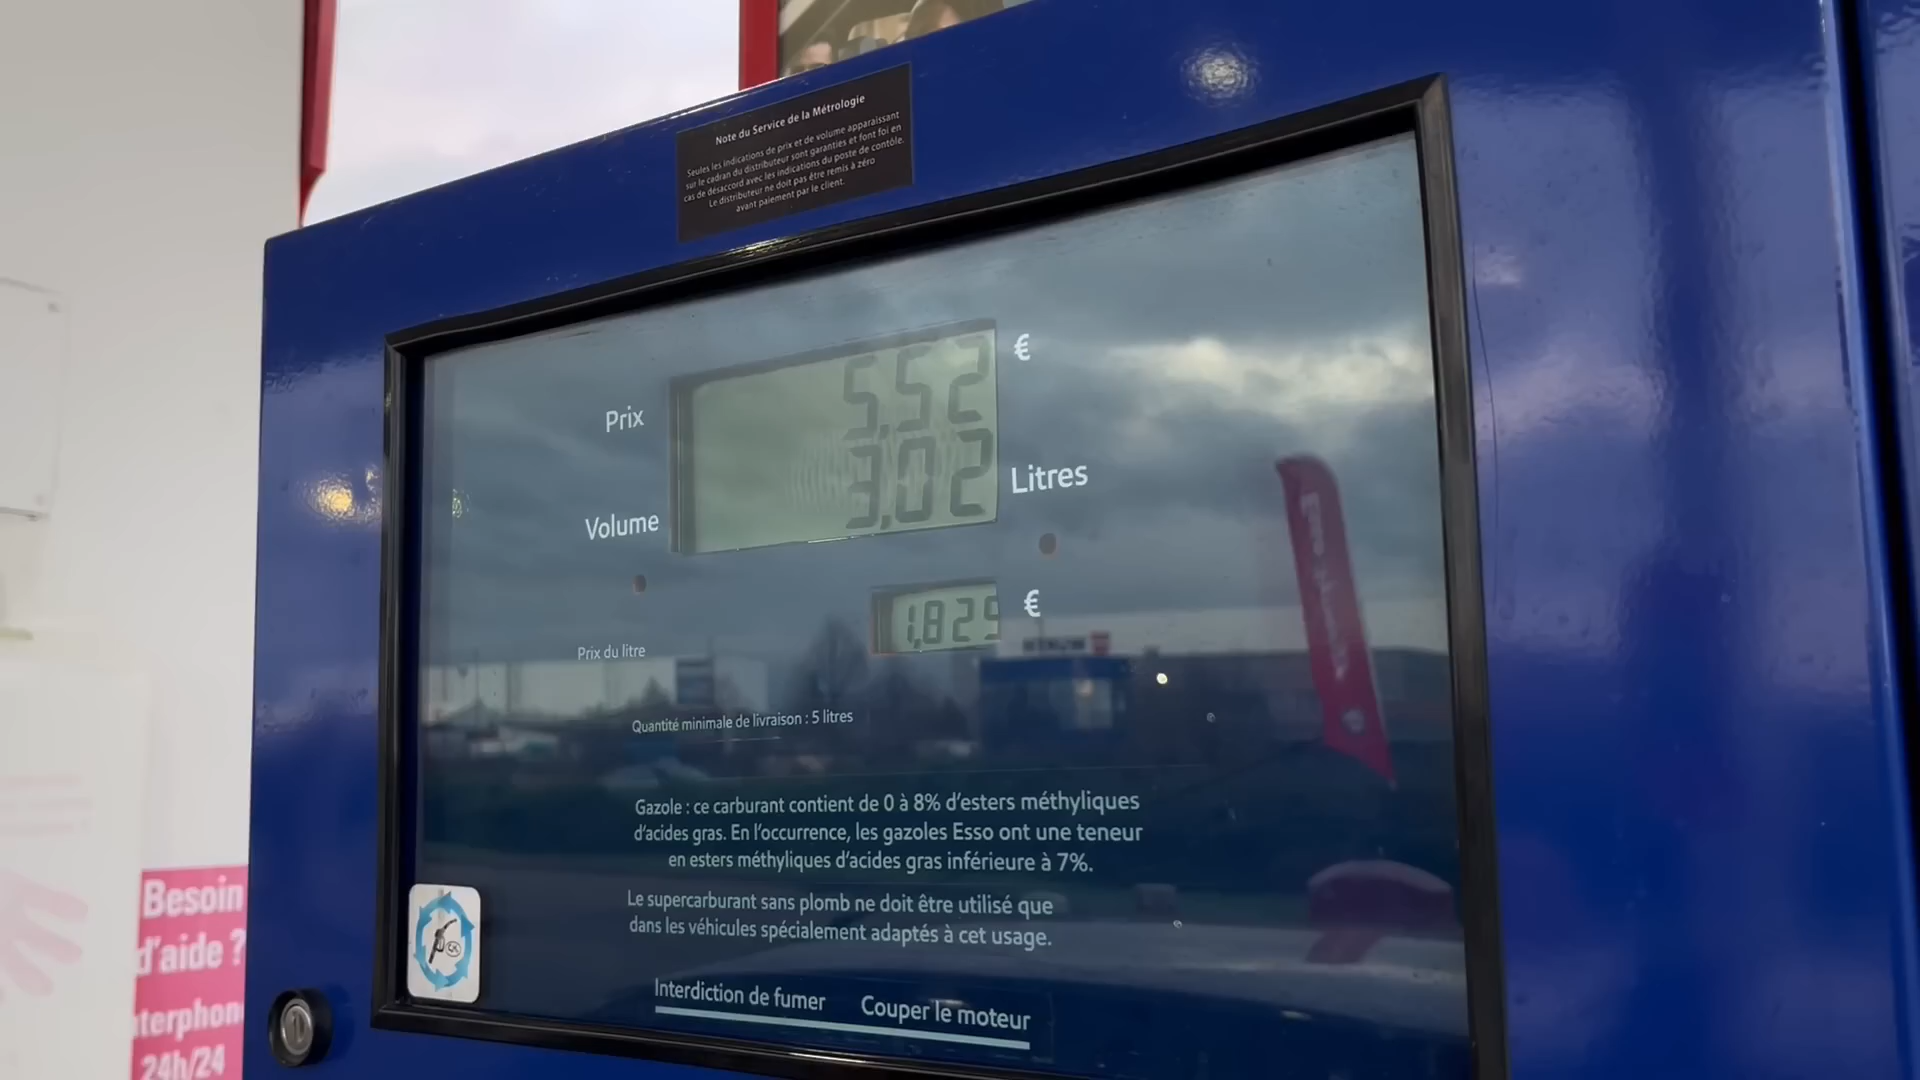 Note du Service de la Métrologie
Seules les indications de prix et de volume apparaissant
sur le cadran du distributeur sont garanties et font foi en
cas de désaccord avec les indications du poste de contôle.
Le distributeur ne doit pas être remis à zéro
avant paiement par le client.
Prix 5,52 €
Volume 3,02 Litres
Prix du litre 1,829 €
Quantité minimale de livraison : 5 litres
Gazole : ce carburant contient de 0 à 8% d'esters méthyliques
d'acides gras. En l'occurrence, les gazoles Esso ont une teneur
en esters méthyliques d'acides gras inférieure à 7%.
Le supercarburant sans plomb ne doit être utilisé que
dans les véhicules spécialement adaptés à cet usage.
Interdiction de fumer Couper le moteur
Besoin
d'aide ?
nterphon
24h/24